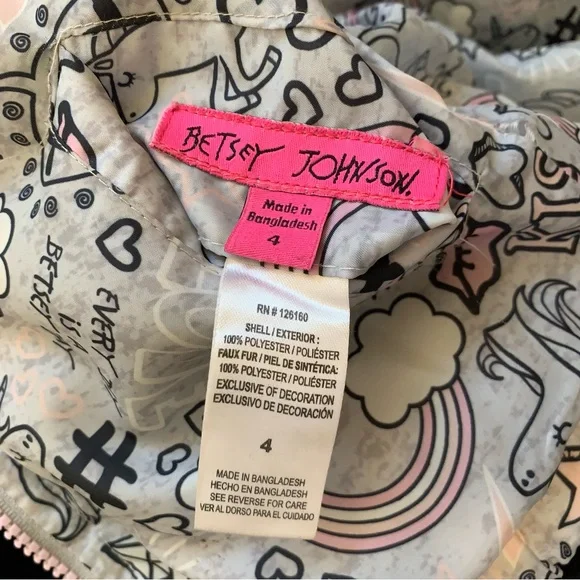 BETSEY JOHNSON.
Made in
Bangladesh
4
RN # 126160
SHELL / EXTERIOR :
100% POLYESTER / POLIÉSTER
FAUX FUR / PIEL DE SINTÉTICA:
100% POLYESTER / POLIÉSTER
EXCLUSIVE OF DECORATION
EXCLUSIVO DE DECORACIÓN
4
MADE IN BANGLADESH
HECHO EN BANGLADESH
SEE REVERSE FOR CARE
VER AL DORSO PARA EL CUIDADO
BETSEY
IS MY
EVERY
#